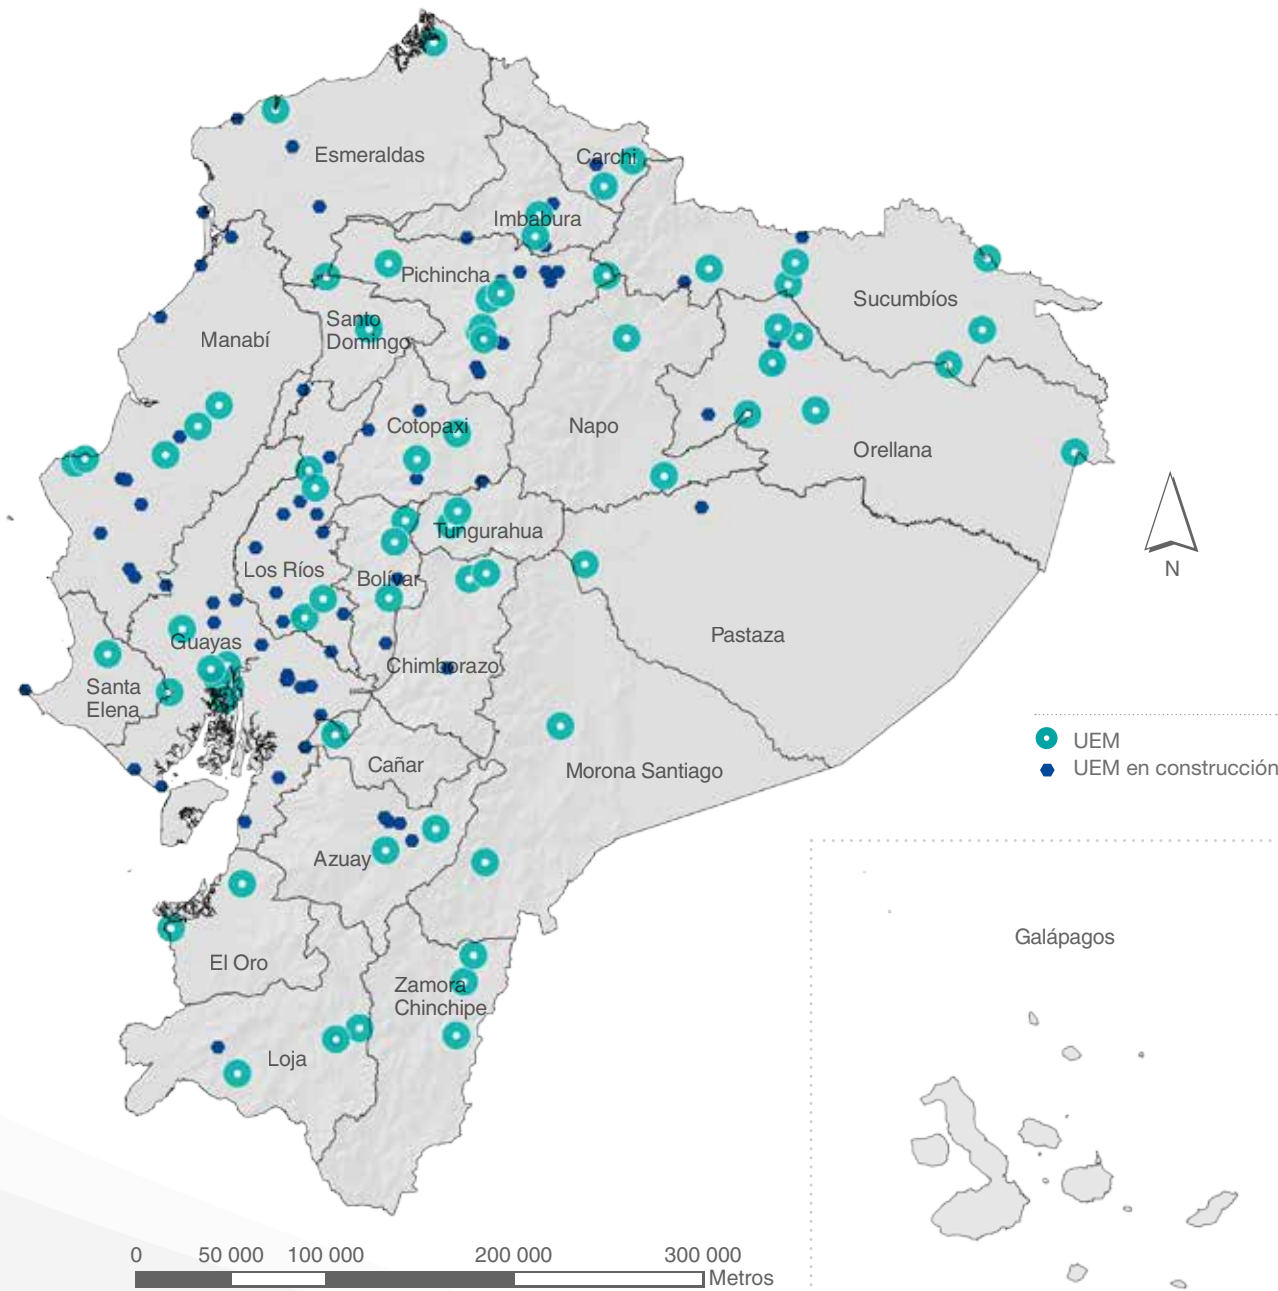 Esmeraldas
Carchi
Imbabura
Pichincha
Sucumbíos
Santo
Domingo
Manabí
Cotopaxi
Napo
Orellana
Tungurahua
Los Ríos
Bolívar
Pastaza
Guayas
Chimborazo
Santa
Elena
Cañar
Morona Santiago
Azuay
El Oro
Zamora
Chinchipe
Loja
N
UEM
UEM en construcción
Galápagos
0 50 000 100 000 200 000 300 000
Metros